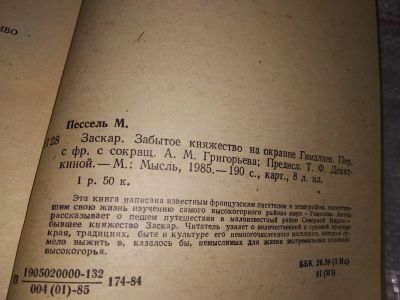 иво
Пессель М.
П28
Заскар. Забытое княжество на окраине Гималаев. Пер.
с фр. с сокращ. А. М. Григорьева; Предисл. Т. Ф. Девят-
киной. — М.: Мысль, 1985. — 190 с., карт., 8 л. ил.
1 р. 50 к.
Эта книга написана известным французским писателем и этнографом, посвятив-
шим свою жизнь изучению самого высокогорного района мира — Гималаев. Автор
рассказывает о пешем путешествии в малоизвестный район Северной Индии —
бывшее княжество Заскар. Читатель узнает о величественной и суровой природе
края, традициях, быте и культуре его немногочисленного населения, которое су-
мело выжить в, казалось бы, немыслимых для жизни экстремальных условиях
высокогорья.
П 1905020000-132 174-84
004 (01)-85
ББК 26.89 (5 Ни)
91 (И3)